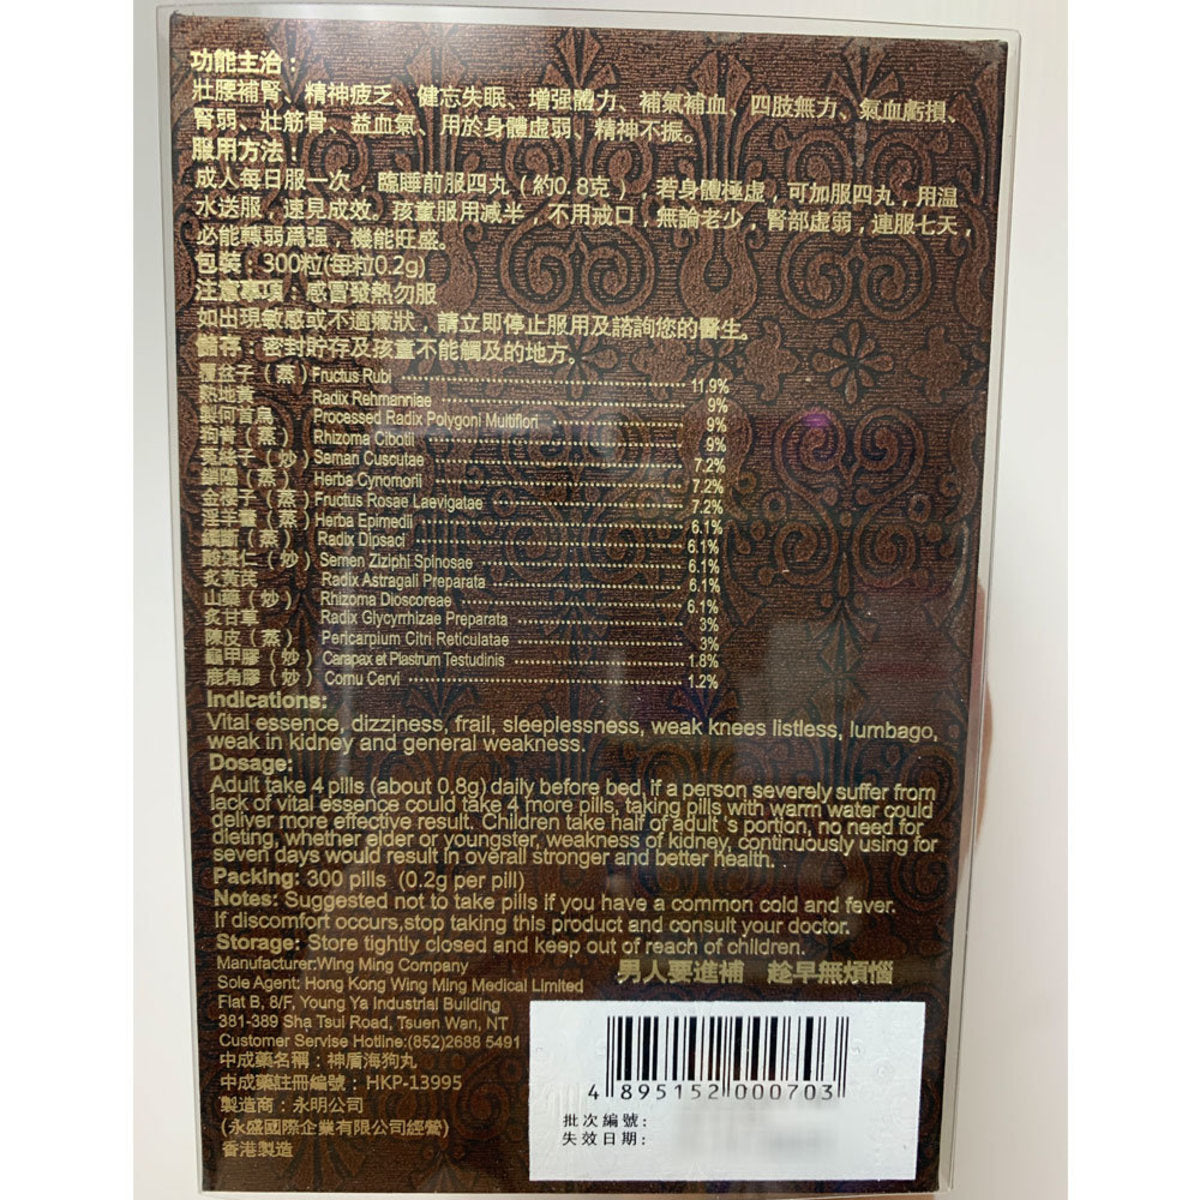 功能主治：
壯腰補腎、精神疲乏、健忘失眠、增强體力、補氣補血、四肢無力、氣血虧損、
腎弱、壯筋骨、益血氣、用於身體虛弱、精神不振。
服用方法：
成人每日服一次，臨睡前服四丸（約0.8克），若身體極虛，可加服四丸，用温
水送服，速見成效。孩童服用減半，不用戒口，無論老少，腎部虛弱，連服七天，
必能轉弱爲强，機能旺盛。
包裝：300粒(每粒0.2g)
注意事項：感冒發熱勿服
如出現敏感或不適癥狀，請立即停止服用及諮詢您的醫生。
儲存：密封貯存及孩童不能觸及的地方。
覆盆子（蒸）Fructus Rubi 11.9%
熟地黃 Radix Rehmanniae 9%
製何首烏 Processed Radix Polygoni Multiflori 9%
狗脊（蒸） Rhizoma Cibotii 9%
菟絲子（炒）Seman Cuscutae 7.2%
鎖陽（蒸） Herba Cynomorii 7.2%
金櫻子（蒸）Fructus Rosae Laevigatae 7.2%
淫羊藿（蒸）Herba Epimedii 6.1%
續斷（蒸） Radix Dipsaci 6.1%
酸棗仁（炒）Semen Ziziphi Spinosae 6.1%
炙黃芪 Radix Astragali Preparata 6.1%
山藥（炒） Rhizoma Dioscoreae 6.1%
炙甘草 Radix Glycyrrhizae Preparata 3%
陳皮（蒸） Pericarpium Citri Reticulatae 3%
龜甲膠（炒）Carapax et Plastrum Testudinis 1.8%
鹿角膠（炒）Cornu Cervi 1.2%
Indications:
Vital essence, dizziness, frail, sleeplessness, weak knees listless, lumbago,
weak in kidney and general weakness.
Dosage:
Adult take 4 pills (about 0.8g) daily before bed, if a person severely suffer from
lack of vital essence could take 4 more pills, taking pills with warm water could
deliver more effective result. Children take half of adult 's portion, no need for
dieting, whether elder or youngster, weakness of kidney, continuously using for
seven days would result in overall stronger and better health.
Packing: 300 pills (0.2g per pill)
Notes: Suggested not to take pills if you have a common cold and fever.
If discomfort occurs,stop taking this product and consult your doctor.
Storage: Store tightly closed and keep out of reach of children.
Manufacturer:Wing Ming Company
Sole Agent: Hong Kong Wing Ming Medical Limited
Flat B, 8/F, Young Ya Industrial Building
381-389 Sha Tsui Road, Tsuen Wan, NT
Customer Servise Hotline:(852)2688 5491
中成藥名稱：神盾海狗丸
中成藥註冊編號：HKP-13995
製造商：永明公司
(永盛國際企業有限公司經營)
香港製造
男人要進補 趁早無煩惱
4 895152 000703
批次編號:
失效日期: